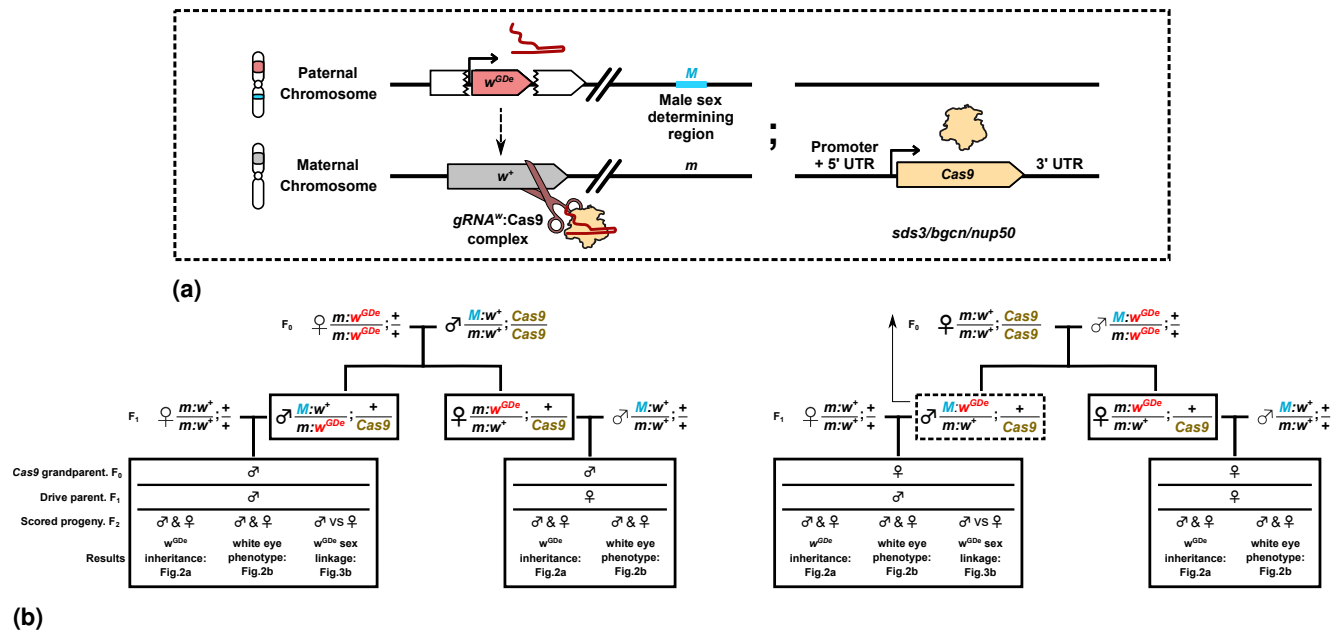 w^GDe
M
Paternal
Chromosome
Male sex
determining
region
;
Promoter
+ 5' UTR
Cas9
3' UTR
Maternal
Chromosome
w^+
m
gRNA^w:Cas9
complex
sds3/bgcn/nup50
(a)
F₀ ♀ m:w^GDe/m:w^GDe ; +/+ ♂ M:w^+/m:w^+ ; Cas9/Cas9
F₁ ♀ m:w^+/m:w^+ ; +/+ ♂ M:w^+/m:w^GDe ; +/Cas9 ♀ m:w^GDe/m:w^+ ; +/Cas9 ♂ M:w^+/m:w^+ ; +/+
F₀ ♀ m:w^+/m:w^+ ; Cas9/Cas9 ♂ M:w^GDe/m:w^GDe ; +/+
F₁ ♀ m:w^+/m:w^+ ; +/+ ♂ M:w^GDe/m:w^+ ; +/Cas9 ♀ m:w^GDe/m:w^+ ; +/Cas9 ♂ M:w^+/m:w^+ ; +/+
Cas9 grandparent. F₀ ♂ ♂ ♀ ♀
Drive parent. F₁ ♂ ♀ ♂ ♀
Scored progeny. F₂ ♂ & ♀ ♂ & ♀ ♂ vs ♀ ♂ & ♀ ♂ & ♀ ♂ & ♀ ♂ & ♀ ♂ vs ♀ ♂ & ♀ ♂ & ♀
Results
w^GDe
inheritance:
Fig.2a
white eye
phenotype:
Fig.2b
w^GDe sex
linkage:
Fig.3b
w^GDe
inheritance:
Fig.2a
white eye
phenotype:
Fig.2b
w^GDe
inheritance:
Fig.2a
white eye
phenotype:
Fig.2b
w^GDe sex
linkage:
Fig.3b
w^GDe
inheritance:
Fig.2a
white eye
phenotype:
Fig.2b
(b)